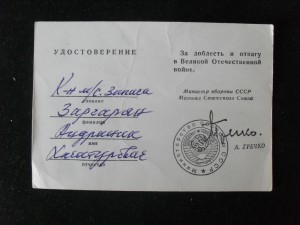 УДОСТОВЕРЕНИЕ
К-н м/с. запаса
звание
Заргарян
фамилия
Андраник
имя
Хачатурович
отчество
За доблесть и отвагу
в Великой Отечественной
войне.
Министр обороны СССР
Маршал Советского Союза
А. ГРЕЧКО